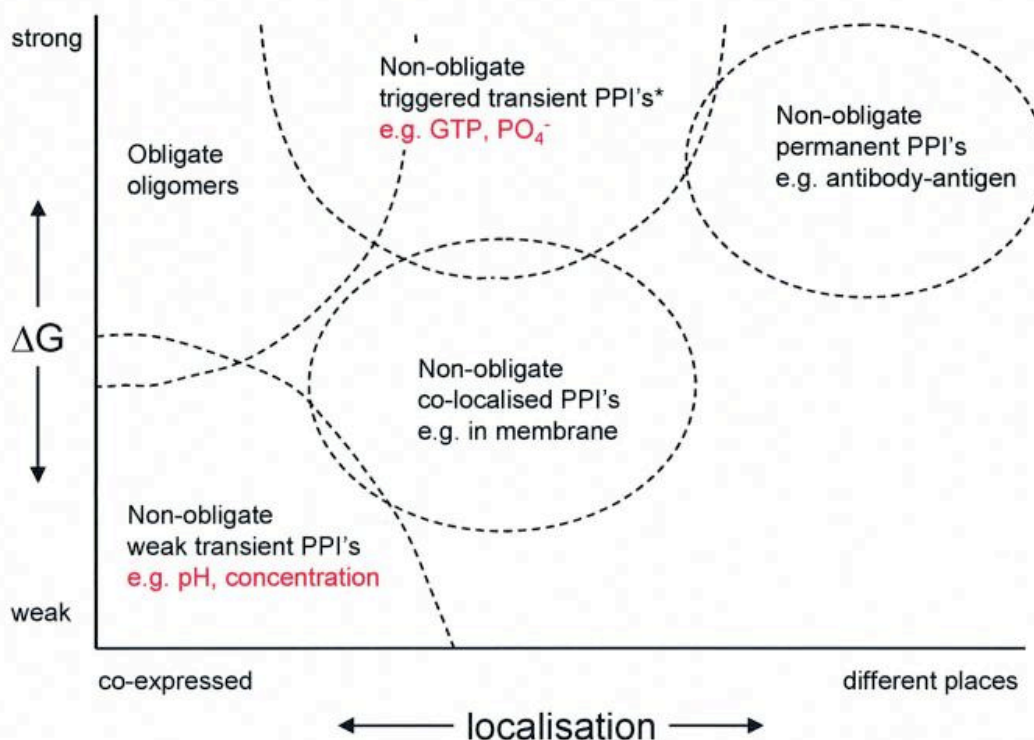 strong
Non-obligate
triggered transient PPI's*
e.g. GTP, PO₄⁻
Non-obligate
permanent PPI's
e.g. antibody-antigen
Obligate
oligomers
ΔG
Non-obligate
co-localised PPI's
e.g. in membrane
Non-obligate
weak transient PPI's
e.g. pH, concentration
weak
co-expressed
different places
localisation